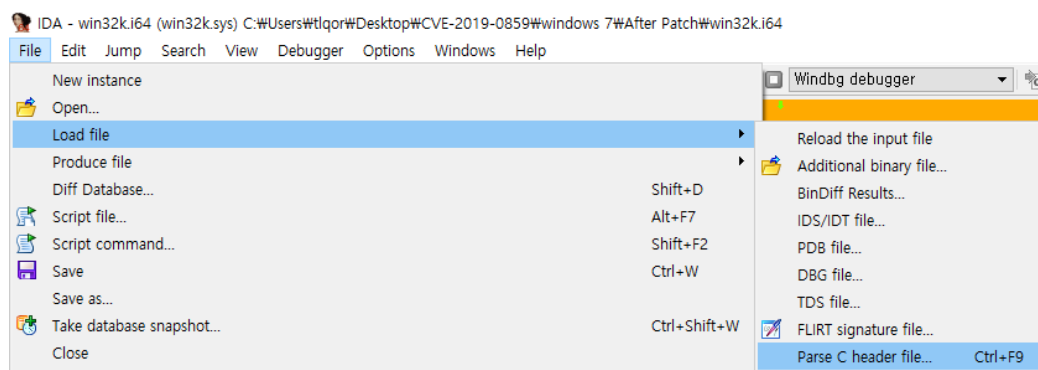 IDA - win32k.i64 (win32k.sys) C:₩Users₩tlqor₩Desktop₩CVE-2019-0859₩windows 7₩After Patch₩win32k.i64
File Edit Jump Search View Debugger Options Windows Help
New instance
Windbg debugger
Open...
Load file
Reload the input file
Produce file
Additional binary file...
Diff Database... Shift+D
BinDiff Results...
Script file... Alt+F7
IDS/IDT file...
Script command... Shift+F2
PDB file...
Save Ctrl+W
DBG file...
Save as...
TDS file...
Take database snapshot... Ctrl+Shift+W
FLIRT signature file...
Close
Parse C header file... Ctrl+F9